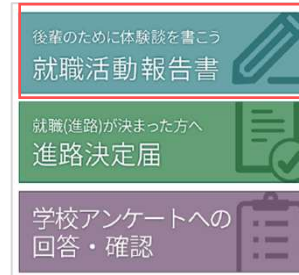 後輩のために体験談を書こう
就職活動報告書
就職(進路)が決まった方へ
進路決定届
学校アンケートへの
回答・確認